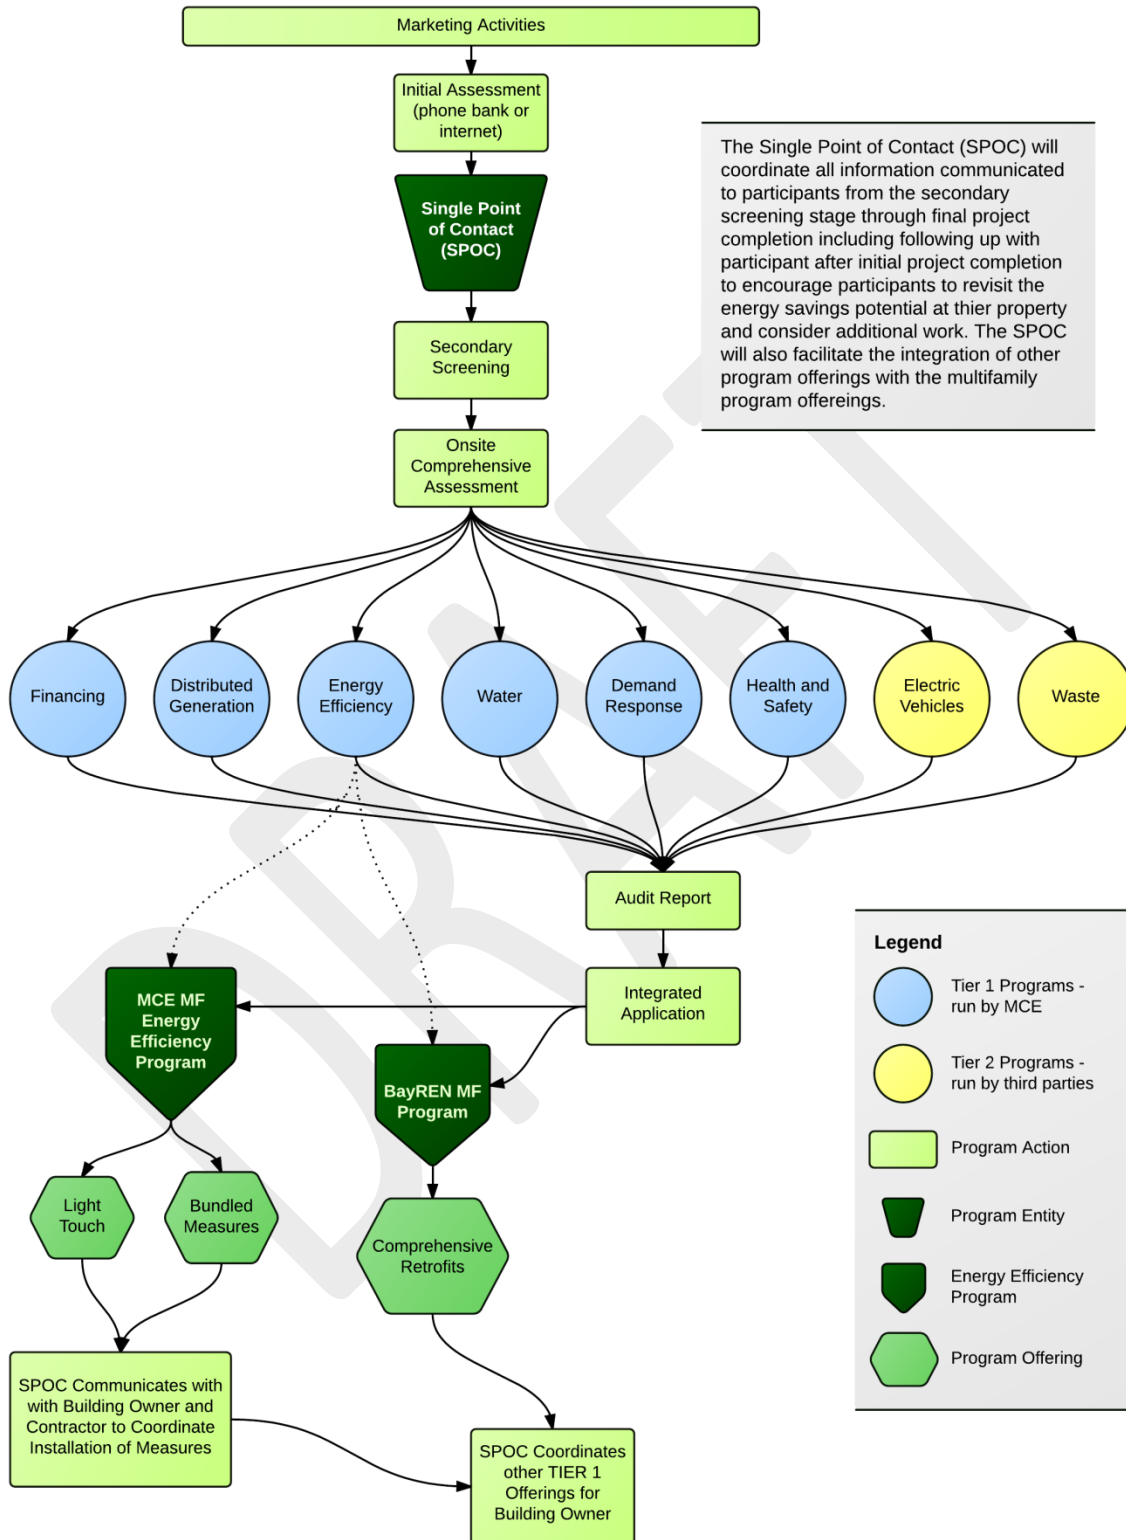 Marketing Activities
Initial Assessment
(phone bank or
internet)
Single Point
of Contact
(SPOC)
The Single Point of Contact (SPOC) will
coordinate all information communicated
to participants from the secondary
screening stage through final project
completion including following up with
participant after initial project completion
to encourage participants to revisit the
energy savings potential at thier property
and consider additional work. The SPOC
will also facilitate the integration of other
program offerings with the multifamily
program offereings.
Secondary
Screening
Onsite
Comprehensive
Assessment
Financing
Distributed
Generation
Energy
Efficiency
Water
Demand
Response
Health and
Safety
Electric
Vehicles
Waste
DRAFT
Audit Report
Integrated
Application
MCE MF
Energy
Efficiency
Program
BayREN MF
Program
Light
Touch
Bundled
Measures
Comprehensive
Retrofits
SPOC Communicates with
with Building Owner and
Contractor to Coordinate
Installation of Measures
SPOC Coordinates
other TIER 1
Offerings for
Building Owner
Legend
Tier 1 Programs -
run by MCE
Tier 2 Programs -
run by third parties
Program Action
Program Entity
Energy Efficiency
Program
Program Offering